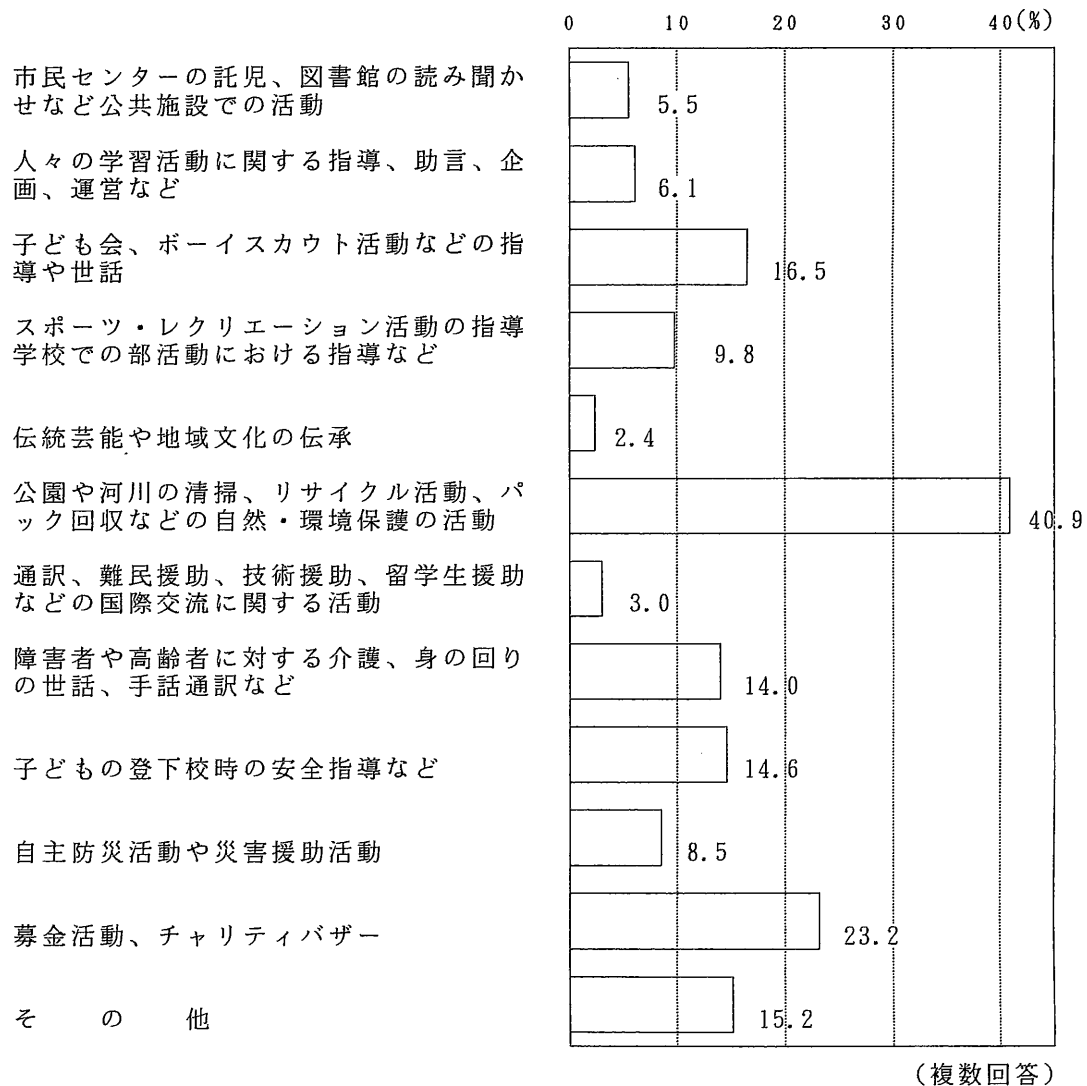 0 10 20 30 40(%)
市民センターの託児、図書館の読み聞か
せなど公共施設での活動
5.5
人々の学習活動に関する指導、助言、企
画、運営など
6.1
子ども会、ボーイスカウト活動などの指
導や世話
16.5
スポーツ・レクリエーション活動の指導
学校での部活動における指導など
9.8
伝統芸能や地域文化の伝承
2.4
公園や河川の清掃、リサイクル活動、パ
ック回収などの自然・環境保護の活動
40.9
通訳、難民援助、技術援助、留学生援助
などの国際交流に関する活動
3.0
障害者や高齢者に対する介護、身の回り
の世話、手話通訳など
14.0
子どもの登下校時の安全指導など
14.6
自主防災活動や災害援助活動
8.5
募金活動、チャリティバザー
23.2
その他
15.2
(複数回答)